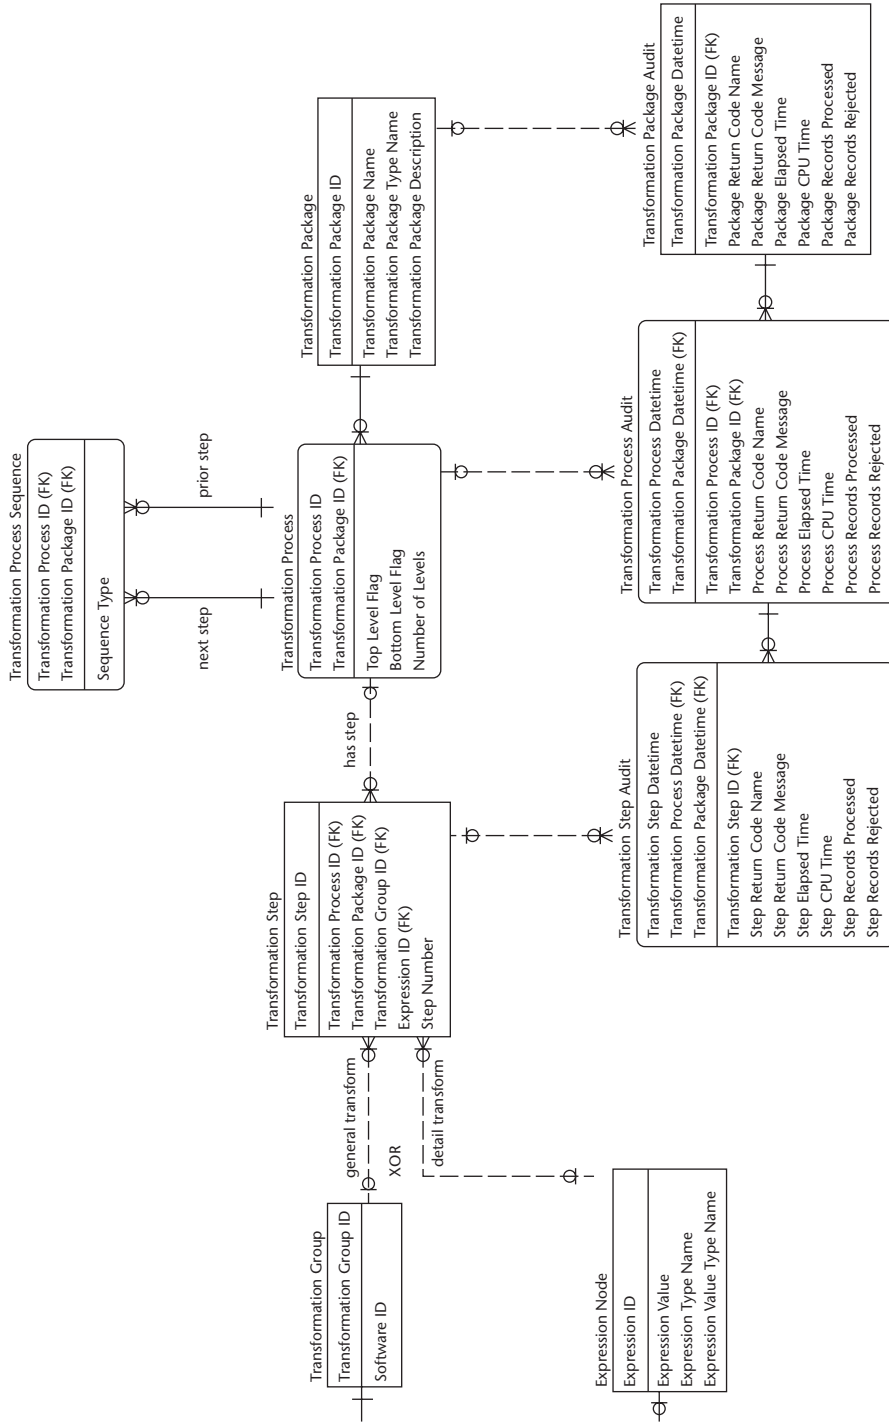 Transformation Process Sequence
Transformation Process ID (FK)
Transformation Package ID (FK)
Sequence Type
next step
prior step
Transformation Group
Transformation Group ID
Software ID
general transform
XOR
detail transform
Transformation Step
Transformation Step ID
Transformation Process ID (FK)
Transformation Package ID (FK)
Transformation Group ID (FK)
Expression ID (FK)
Step Number
has step
Transformation Process
Transformation Process ID
Transformation Package ID (FK)
Top Level Flag
Bottom Level Flag
Number of Levels
Transformation Package
Transformation Package ID
Transformation Package Name
Transformation Package Type Name
Transformation Package Description
Expression Node
Expression ID
Expression Value
Expression Type Name
Expression Value Type Name
Transformation Step Audit
Transformation Step Datetime
Transformation Process Datetime (FK)
Transformation Package Datetime (FK)
Transformation Step ID (FK)
Step Return Code Name
Step Return Code Message
Step Elapsed Time
Step CPU Time
Step Records Processed
Step Records Rejected
Transformation Process Audit
Transformation Process Datetime
Transformation Package Datetime (FK)
Transformation Process ID (FK)
Transformation Package ID (FK)
Process Return Code Name
Process Return Code Message
Process Elapsed Time
Process CPU Time
Process Records Processed
Process Records Rejected
Transformation Package Audit
Transformation Package Datetime
Transformation Package ID (FK)
Package Return Code Name
Package Return Code Message
Package Elapsed Time
Package CPU Time
Package Records Processed
Package Records Rejected